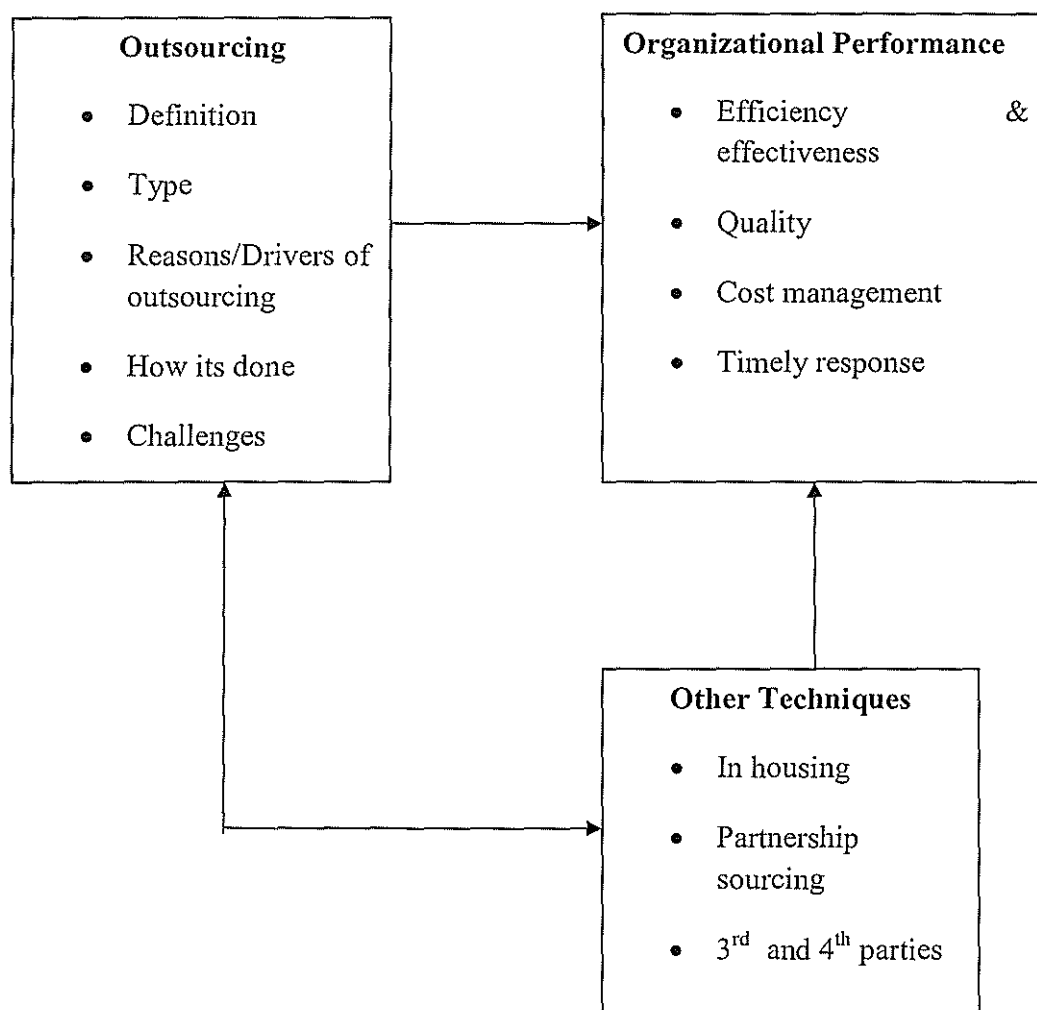 Outsourcing
• Definition
• Type
• Reasons/Drivers of
outsourcing
• How its done
• Challenges
Organizational Performance
• Efficiency &
effectiveness
• Quality
• Cost management
• Timely response
Other Techniques
• In housing
• Partnership
sourcing
• 3rd and 4th parties